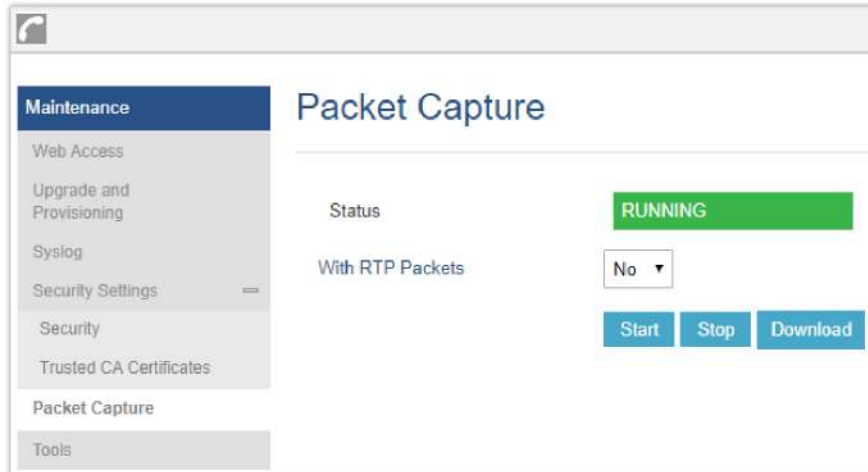 Maintenance
Web Access
Upgrade and
Provisioning
Syslog
Security Settings
Security
Trusted CA Certificates
Packet Capture
Tools
Packet Capture
Status
RUNNING
With RTP Packets
No
Start
Stop
Download